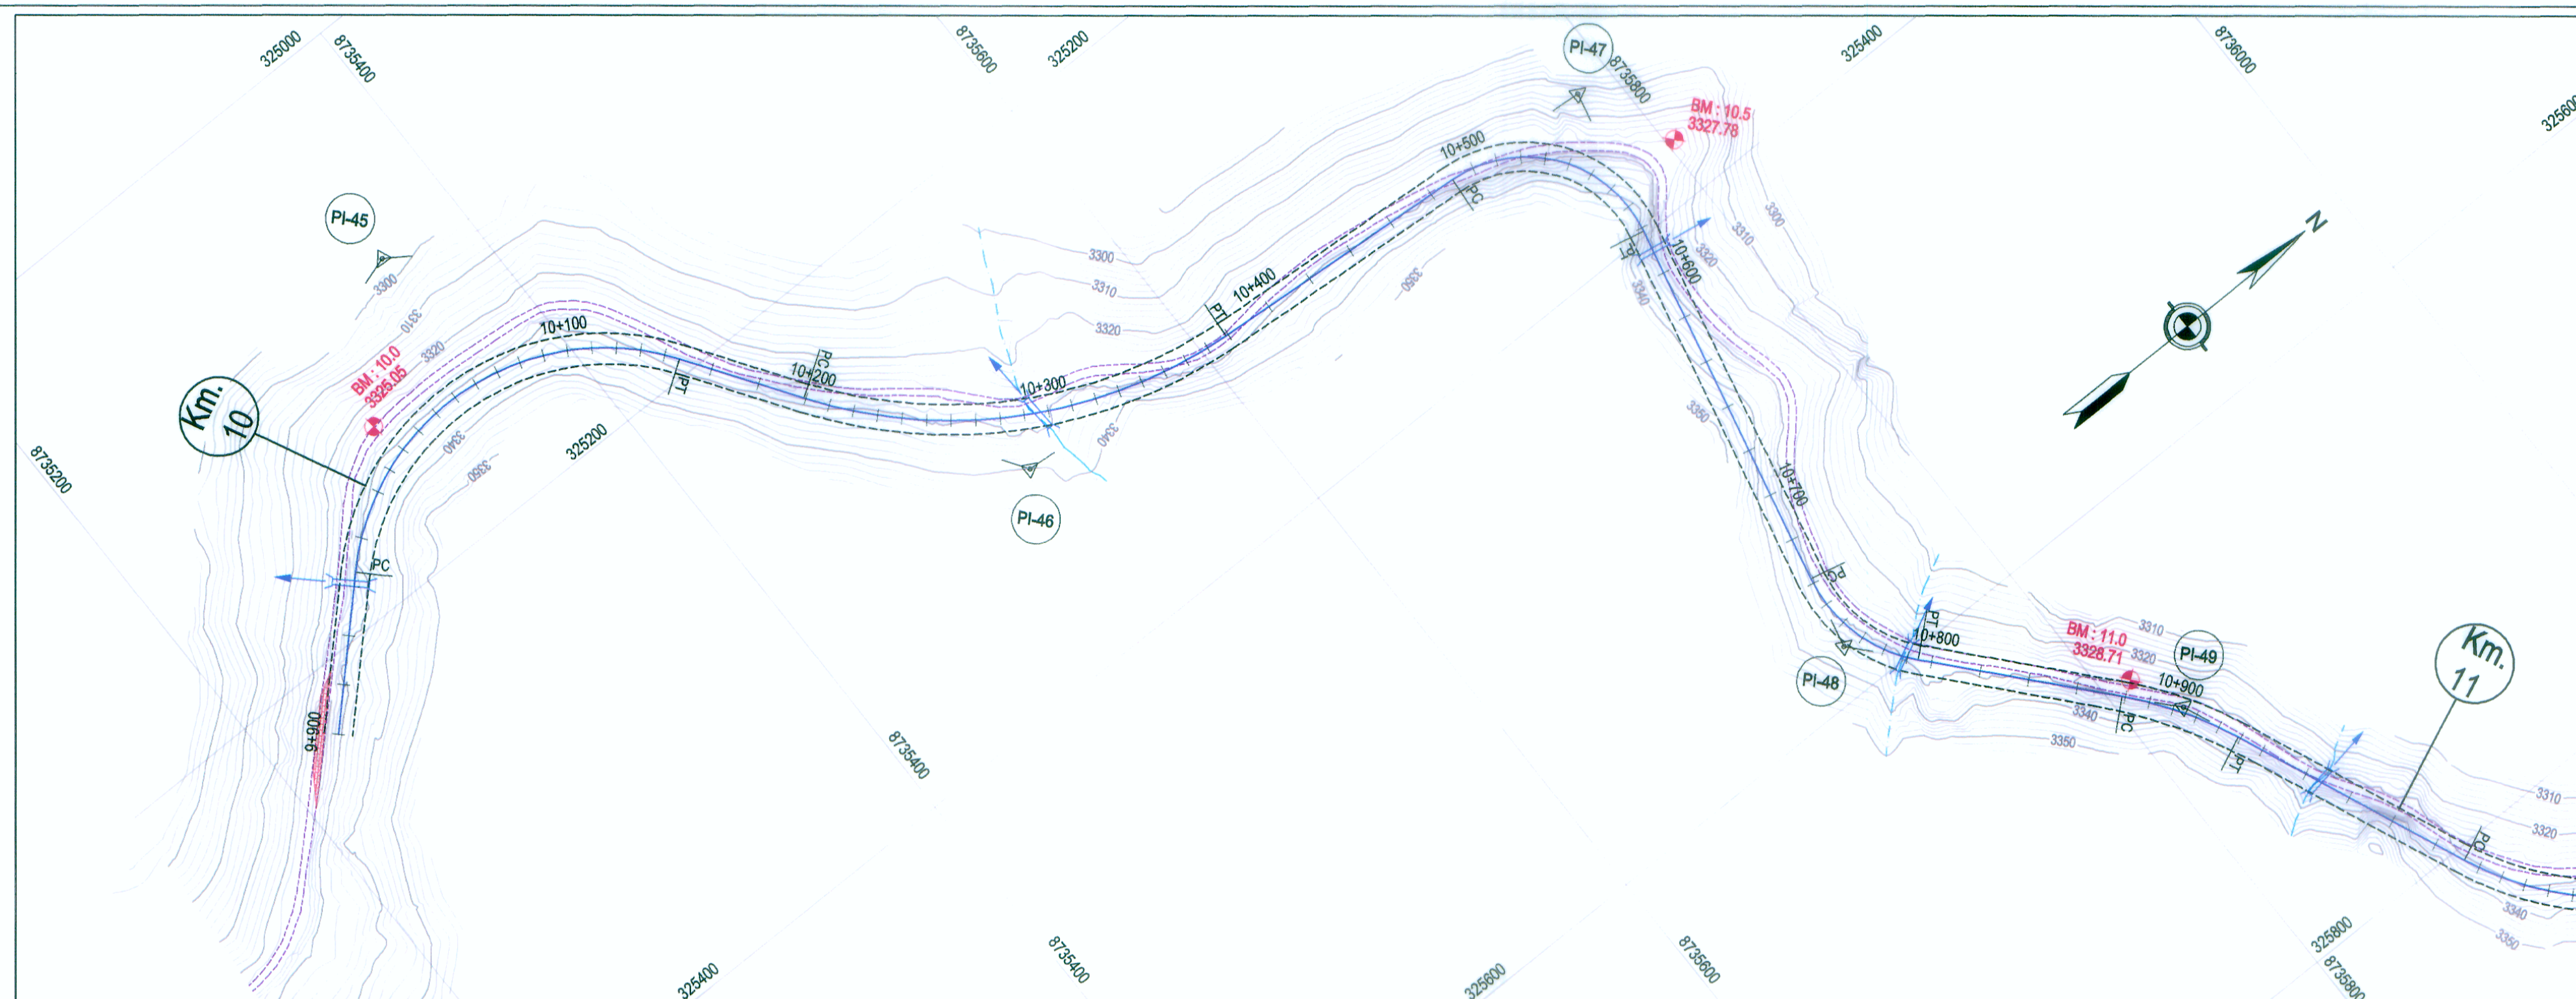 325000
8735400
8735600
325200
PI-47
8735800
325400
8736000
325600
BM : 10.5
3327.78
10+500
PC
PI-45
3300
3310
3320
BM : 10.0
3325.05
Km.
10
10+100
PT
PC
10+200
3300
3310
3320
10+300
PT
10+400
3350
3340
PI-46
PT
10+600
3340
3320
3310
3300
N
3350
10+700
PC
8735200
3340
3350
325200
PC
9+900
PT
10+800
PI-48
3310
BM : 11.0
3328.71
3320
PI-49
10+900
3340
PC
3350
PT
Km.
11
3310
3320
PC
3340
3350
8735400
325400
8735400
325600
8735600
325800
8735800